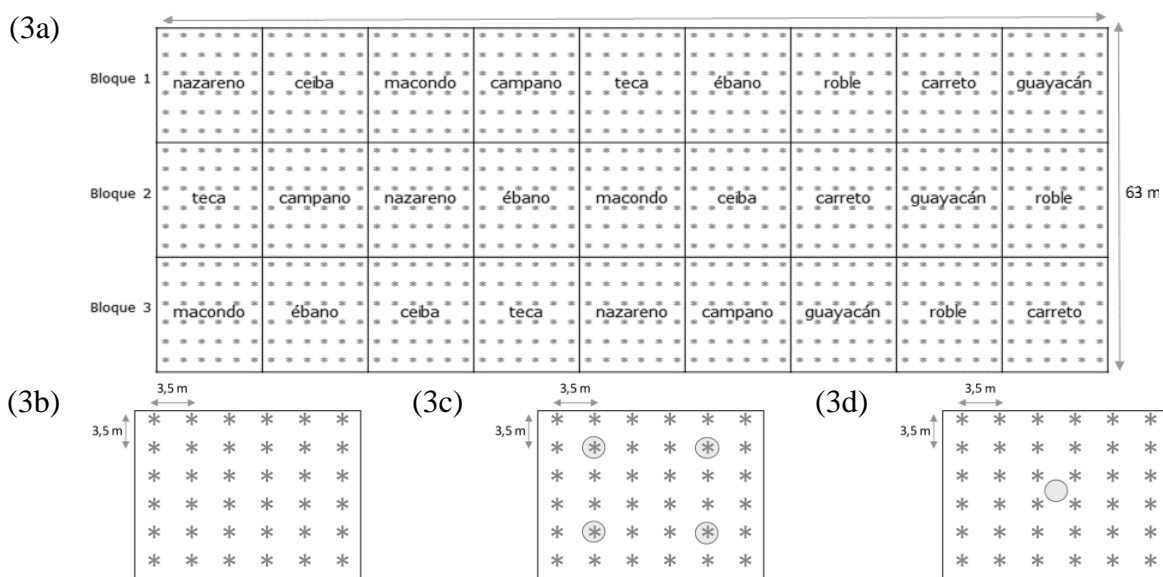 (3a)
Bloque 1 nazareno ceiba macondo campano teca ébano roble carreto guayacán
Bloque 2 teca campano nazareno ébano macondo ceiba carreto guayacán roble
63 m
Bloque 3 macondo ébano ceiba teca nazareno campano guayacán roble carreto
3,5 m 3,5 m 3,5 m
(3b) (3c) (3d)
3,5 m 3,5 m 3,5 m